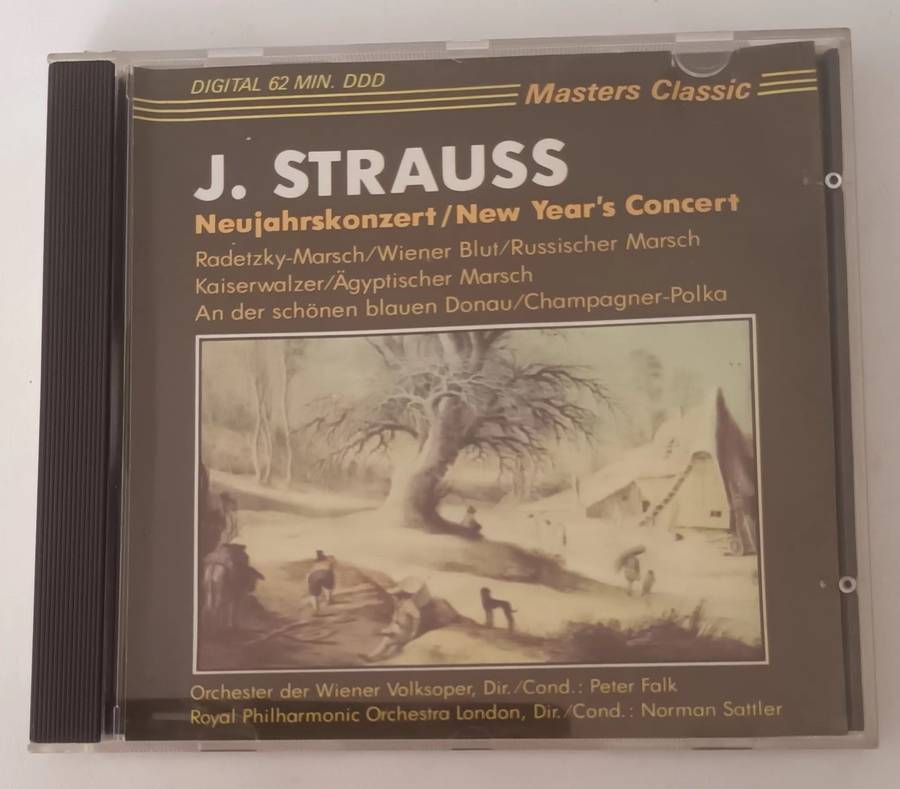 DIGITAL 62 MIN. DDD
Masters Classic
J. STRAUSS
Neujahrskonzert/New Year's Concert
Radetzky-Marsch/Wiener Blut/Russischer Marsch
Kaiserwalzer/Ägyptischer Marsch
An der schönen blauen Donau/Champagner-Polka
Orchester der Wiener Volksoper, Dir./Cond.: Peter Falk
Royal Philharmonic Orchestra London, Dir./Cond.: Norman Sattler